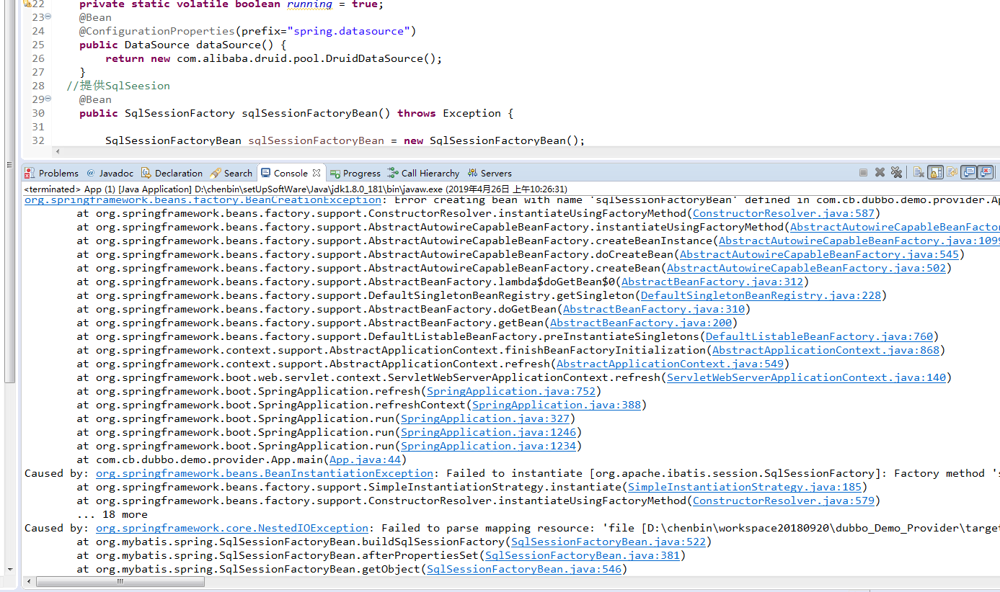 22 private static volatile boolean running = true;
23 @Bean
24 @ConfigurationProperties(prefix="spring.datasource")
25 public DataSource dataSource() {
26 return new com.alibaba.druid.pool.DruidDataSource();
27 }
28 //提供SqlSeesion
29 @Bean
30 public SqlSessionFactory sqlSessionFactoryBean() throws Exception {
31
32 SqlSessionFactoryBean sqlSessionFactoryBean = new SqlSessionFactoryBean();
Problems @ Javadoc Declaration Search Console Progress Call Hierarchy Servers
<terminated> App (1) [Java Application] D:\chenbin\setUpSoftWare\Java\jdk1.8.0_181\bin\javaw.exe (2019年4月26日 上午10:26:31)
org.springframework.beans.factory.BeanCreationException: Error creating bean with name 'sqlSessionFactoryBean' defined in com.cb.dubbo.demo.provider.Ap
at org.springframework.beans.factory.support.ConstructorResolver.instantiateUsingFactoryMethod(ConstructorResolver.java:587)
at org.springframework.beans.factory.support.AbstractAutowireCapableBeanFactory.instantiateUsingFactoryMethod(AbstractAutowireCapableBeanFactor
at org.springframework.beans.factory.support.AbstractAutowireCapableBeanFactory.createBeanInstance(AbstractAutowireCapableBeanFactory.java:1099
at org.springframework.beans.factory.support.AbstractAutowireCapableBeanFactory.doCreateBean(AbstractAutowireCapableBeanFactory.java:545)
at org.springframework.beans.factory.support.AbstractAutowireCapableBeanFactory.createBean(AbstractAutowireCapableBeanFactory.java:502)
at org.springframework.beans.factory.support.AbstractBeanFactory.lambda$doGetBean$0(AbstractBeanFactory.java:312)
at org.springframework.beans.factory.support.DefaultSingletonBeanRegistry.getSingleton(DefaultSingletonBeanRegistry.java:228)
at org.springframework.beans.factory.support.AbstractBeanFactory.doGetBean(AbstractBeanFactory.java:310)
at org.springframework.beans.factory.support.AbstractBeanFactory.getBean(AbstractBeanFactory.java:200)
at org.springframework.beans.factory.support.DefaultListableBeanFactory.preInstantiateSingletons(DefaultListableBeanFactory.java:760)
at org.springframework.context.support.AbstractApplicationContext.finishBeanFactoryInitialization(AbstractApplicationContext.java:868)
at org.springframework.context.support.AbstractApplicationContext.refresh(AbstractApplicationContext.java:549)
at org.springframework.boot.web.servlet.context.ServletWebServerApplicationContext.refresh(ServletWebServerApplicationContext.java:140)
at org.springframework.boot.SpringApplication.refresh(SpringApplication.java:752)
at org.springframework.boot.SpringApplication.refreshContext(SpringApplication.java:388)
at org.springframework.boot.SpringApplication.run(SpringApplication.java:327)
at org.springframework.boot.SpringApplication.run(SpringApplication.java:1246)
at org.springframework.boot.SpringApplication.run(SpringApplication.java:1234)
at com.cb.dubbo.demo.provider.App.main(App.java:44)
Caused by: org.springframework.beans.BeanInstantiationException: Failed to instantiate [org.apache.ibatis.session.SqlSessionFactory]: Factory method 's
at org.springframework.beans.factory.support.SimpleInstantiationStrategy.instantiate(SimpleInstantiationStrategy.java:185)
at org.springframework.beans.factory.support.ConstructorResolver.instantiateUsingFactoryMethod(ConstructorResolver.java:579)
... 18 more
Caused by: org.springframework.core.NestedIOException: Failed to parse mapping resource: 'file [D:\chenbin\workspace20180920\dubbo_Demo_Provider\target
at org.mybatis.spring.SqlSessionFactoryBean.buildSqlSessionFactory(SqlSessionFactoryBean.java:522)
at org.mybatis.spring.SqlSessionFactoryBean.afterPropertiesSet(SqlSessionFactoryBean.java:381)
at org.mybatis.spring.SqlSessionFactoryBean.getObject(SqlSessionFactoryBean.java:546)